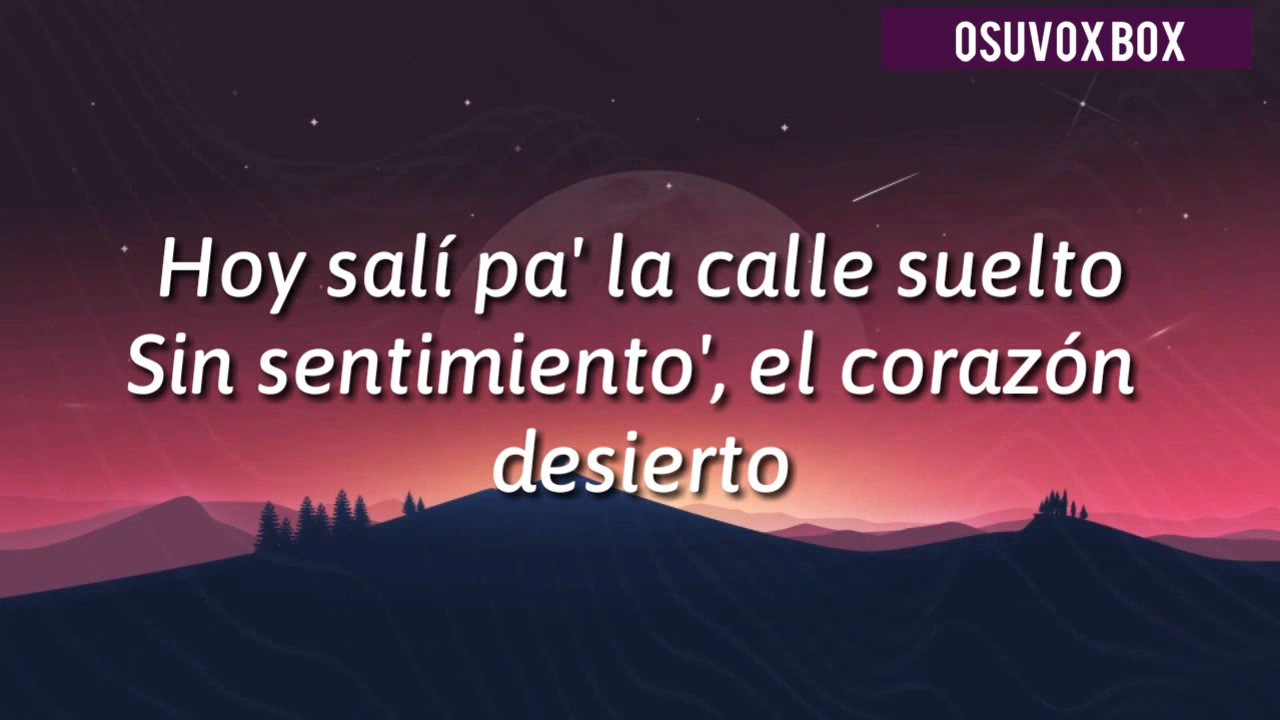 OSUVOX BOX
Hoy salí pa' la calle suelto
Sin sentimiento', el corazón
desierto